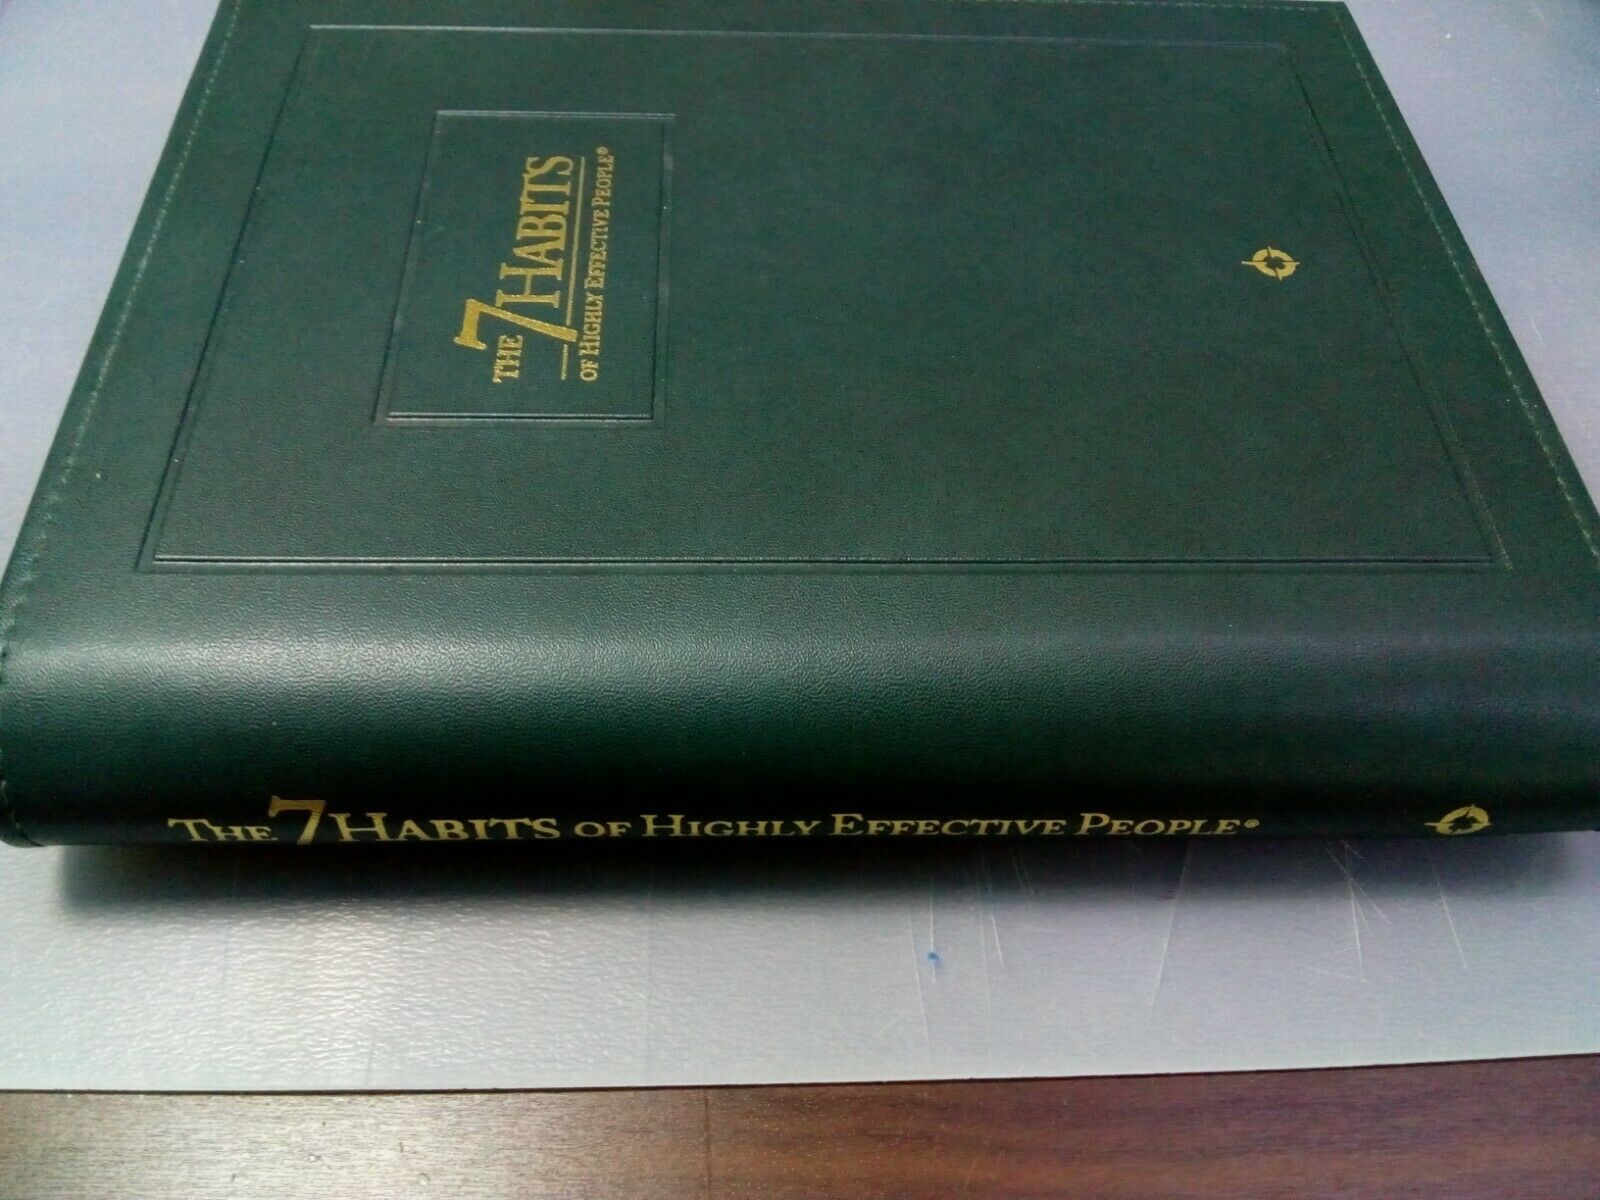 THE 7 HABITS
OF HIGHLY EFFECTIVE PEOPLE®
THE 7 HABITS OF HIGHLY EFFECTIVE PEOPLE®